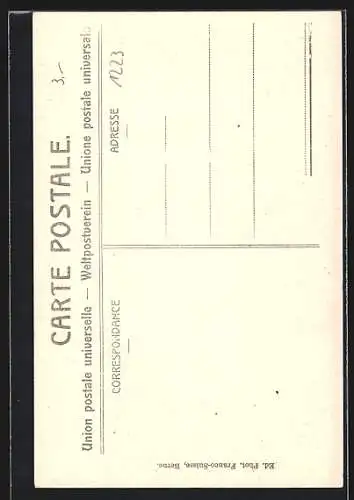 CARTE POSTALE.
3.-
Union postale universelle — Weltpostverein — Unione postale universale
CORRESPONDANCE
ADRESSE
1223
Ed. Phot. Franco-Suisse, Berne.